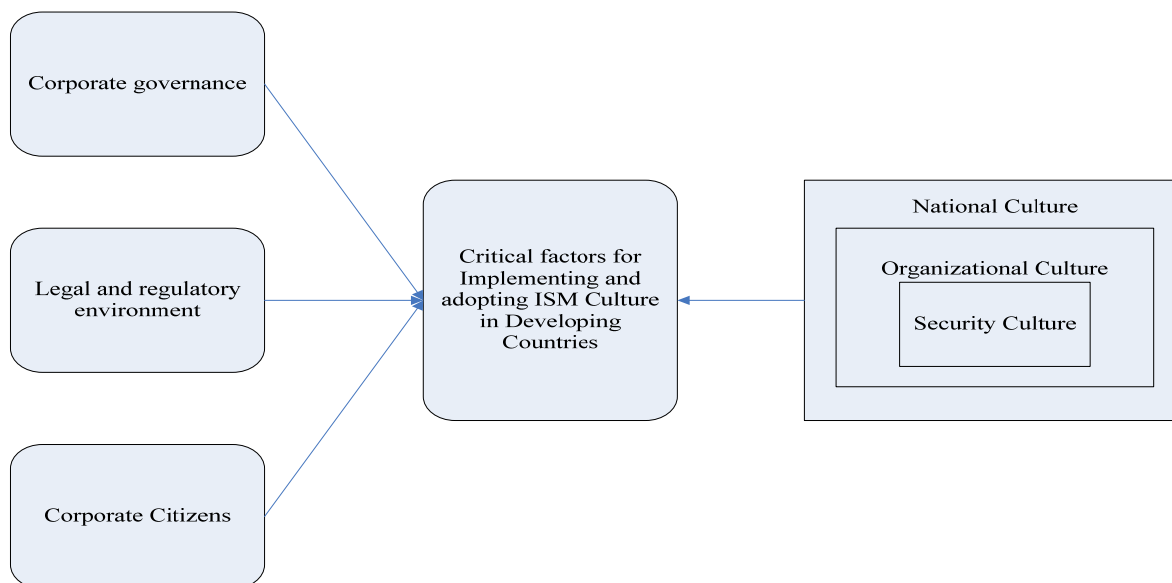 Corporate governance
Legal and regulatory
environment
Corporate Citizens
Critical factors for
Implementing and
adopting ISM Culture
in Developing
Countries
National Culture
Organizational Culture
Security Culture